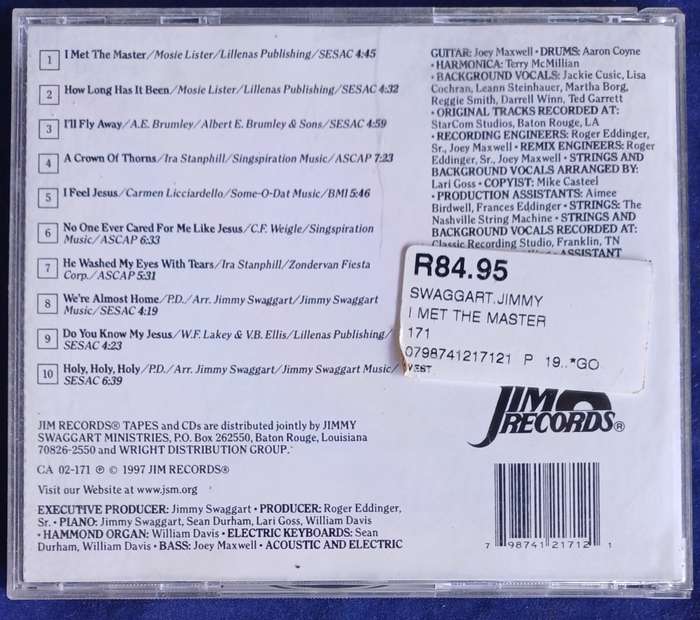 1 I Met The Master/Mosie Lister/Lillenas Publishing/SESAC 4:45
2 How Long Has It Been/Mosie Lister/Lillenas Publishing/SESAC 4:32
3 I'll Fly Away/A.E. Brumley/Albert E. Brumley & Sons/SESAC 4:59
4 A Crown Of Thorns/Ira Stanphill/Singspiration Music/ASCAP 7:23
5 I Feel Jesus/Carmen Licciardello/Some-O-Dat Music/BMI 5:46
6 No One Ever Cared For Me Like Jesus/C.F. Weigle/Singspiration
Music/ASCAP 6:33
7 He Washed My Eyes With Tears/Ira Stanphill/Zondervan Fiesta
Corp./ASCAP 5:31
8 We're Almost Home/P.D./Arr. Jimmy Swaggart/Jimmy Swaggart
Music/SESAC 4:19
9 Do You Know My Jesus/W.F. Lakey & V.B. Ellis/Lillenas Publishing/
SESAC 4:23
10 Holy, Holy, Holy/P.D./Arr. Jimmy Swaggart/Jimmy Swaggart Music/
SESAC 6:39
JIM RECORDS® TAPES and CDs are distributed jointly by JIMMY
SWAGGART MINISTRIES, P.O. Box 262550, Baton Rouge, Louisiana
70826-2550 and WRIGHT DISTRIBUTION GROUP.
CA 02-171 ℗ © 1997 JIM RECORDS®
Visit our Website at www.jsm.org
EXECUTIVE PRODUCER: Jimmy Swaggart • PRODUCER: Roger Eddinger,
Sr. • PIANO: Jimmy Swaggart, Sean Durham, Lari Goss, William Davis
• HAMMOND ORGAN: William Davis • ELECTRIC KEYBOARDS: Sean
Durham, William Davis • BASS: Joey Maxwell • ACOUSTIC AND ELECTRIC
GUITAR: Joey Maxwell • DRUMS: Aaron Coyne
• HARMONICA: Terry McMillian
• BACKGROUND VOCALS: Jackie Cusic, Lisa
Cochran, Leann Steinhauer, Martha Borg,
Reggie Smith, Darrell Winn, Ted Garrett
• ORIGINAL TRACKS RECORDED AT:
StarCom Studios, Baton Rouge, LA
• RECORDING ENGINEERS: Roger Eddinger,
Sr., Joey Maxwell • REMIX ENGINEERS: Roger
Eddinger, Sr., Joey Maxwell • STRINGS AND
BACKGROUND VOCALS ARRANGED BY:
Lari Goss • COPYIST: Mike Casteel
• PRODUCTION ASSISTANTS: Aimee
Birdwell, Frances Eddinger • STRINGS: The
Nashville String Machine • STRINGS AND
BACKGROUND VOCALS RECORDED AT:
Classic Recording Studio, Franklin, TN
ASSISTANT
R84.95
SWAGGART.JIMMY
I MET THE MASTER
171
0798741217121 P 19..*GO
WEST
JIM
RECORDS®
7 98741 21712 1